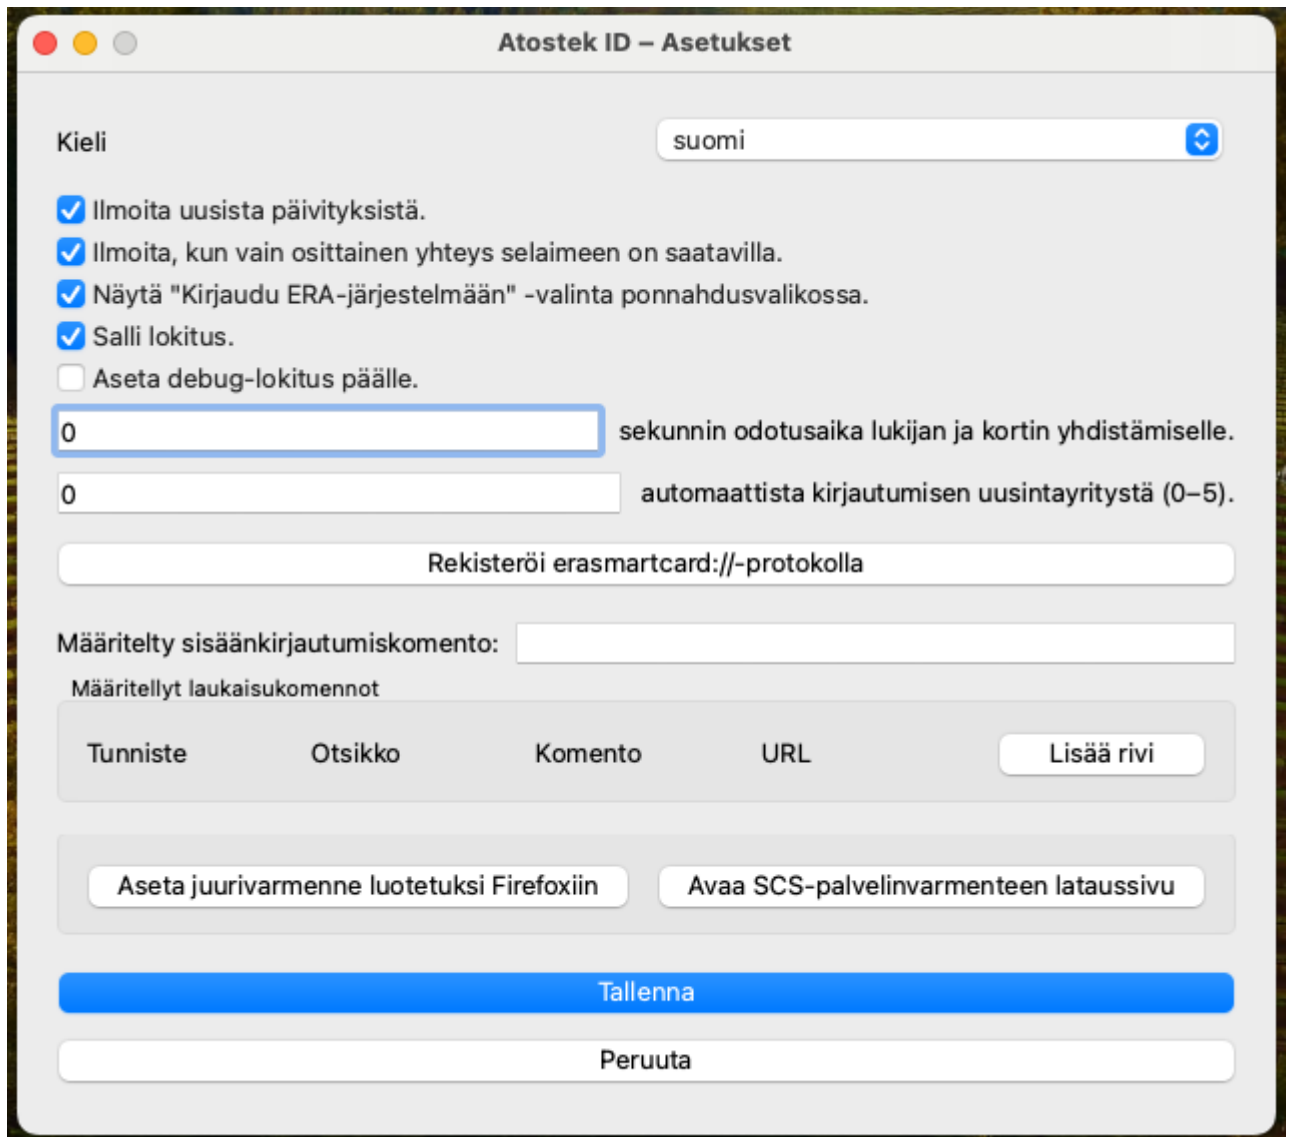 Atostek ID – Asetukset
Kieli
suomi
Ilmoita uusista päivityksistä.
Ilmoita, kun vain osittainen yhteys selaimeen on saatavilla.
Näytä "Kirjaudu ERA-järjestelmään" -valinta ponnahdusvalikossa.
Salli lokitus.
Aseta debug-lokitus päälle.
0 sekunnin odotusaika lukijan ja kortin yhdistämiselle.
0 automaattista kirjautumisen uusintayritystä (0–5).
Rekisteröi erasmartcard://-protokolla
Määritelty sisäänkirjautumiskomento:
Määritellyt laukaisukomennot
Tunniste Otsikko Komento URL Lisää rivi
Aseta juurivarmenne luotetuksi Firefoxiin Avaa SCS-palvelinvarmenteen lataussivu
Tallenna
Peruuta